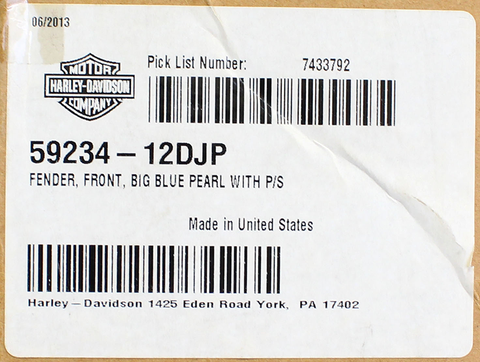 06/2013
Pick List Number: 7433792
MOTOR
HARLEY-DAVIDSON
COMPANY
59234-12DJP
FENDER, FRONT, BIG BLUE PEARL WITH P/S
Made in United States
Harley-Davidson 1425 Eden Road York, PA 17402